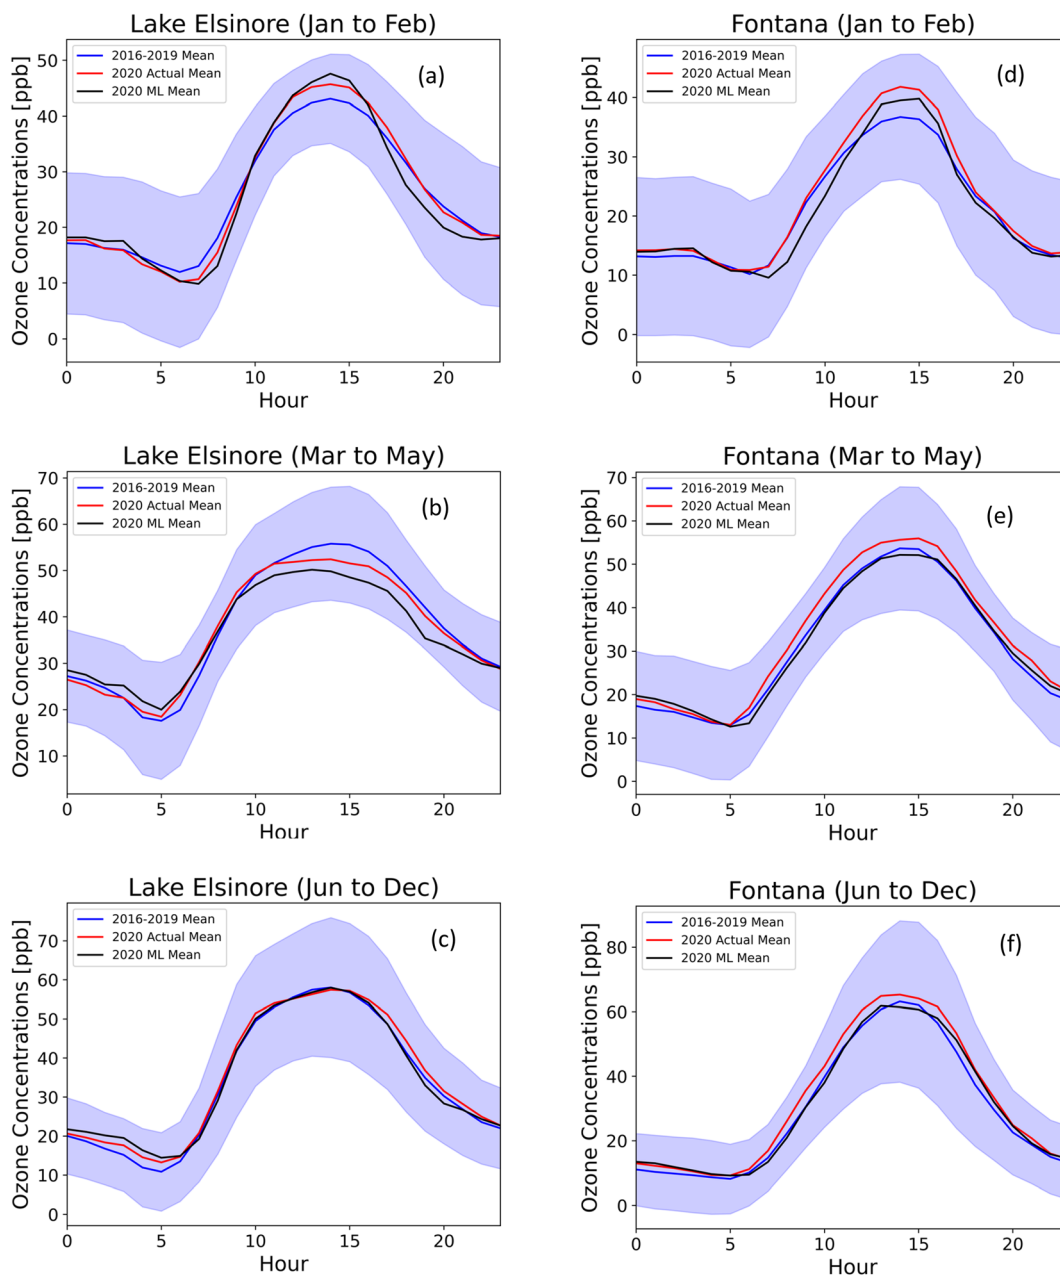 Lake Elsinore (Jan to Feb)
Ozone Concentrations [ppb]
50
40
30
20
10
0
2016-2019 Mean
2020 Actual Mean
2020 ML Mean
(a)
0 5 10 15 20
Hour
Fontana (Jan to Feb)
Ozone Concentrations [ppb]
40
30
20
10
0
2016-2019 Mean
2020 Actual Mean
2020 ML Mean
(d)
0 5 10 15 20
Hour
Lake Elsinore (Mar to May)
Ozone Concentrations [ppb]
70
60
50
40
30
20
10
2016-2019 Mean
2020 Actual Mean
2020 ML Mean
(b)
0 5 10 15 20
Hour
Fontana (Mar to May)
Ozone Concentrations [ppb]
70
60
50
40
30
20
10
0
2016-2019 Mean
2020 Actual Mean
2020 ML Mean
(e)
0 5 10 15 20
Hour
Lake Elsinore (Jun to Dec)
Ozone Concentrations [ppb]
70
60
50
40
30
20
10
0
2016-2019 Mean
2020 Actual Mean
2020 ML Mean
(c)
0 5 10 15 20
Hour
Fontana (Jun to Dec)
Ozone Concentrations [ppb]
80
60
40
20
0
2016-2019 Mean
2020 Actual Mean
2020 ML Mean
(f)
0 5 10 15 20
Hour